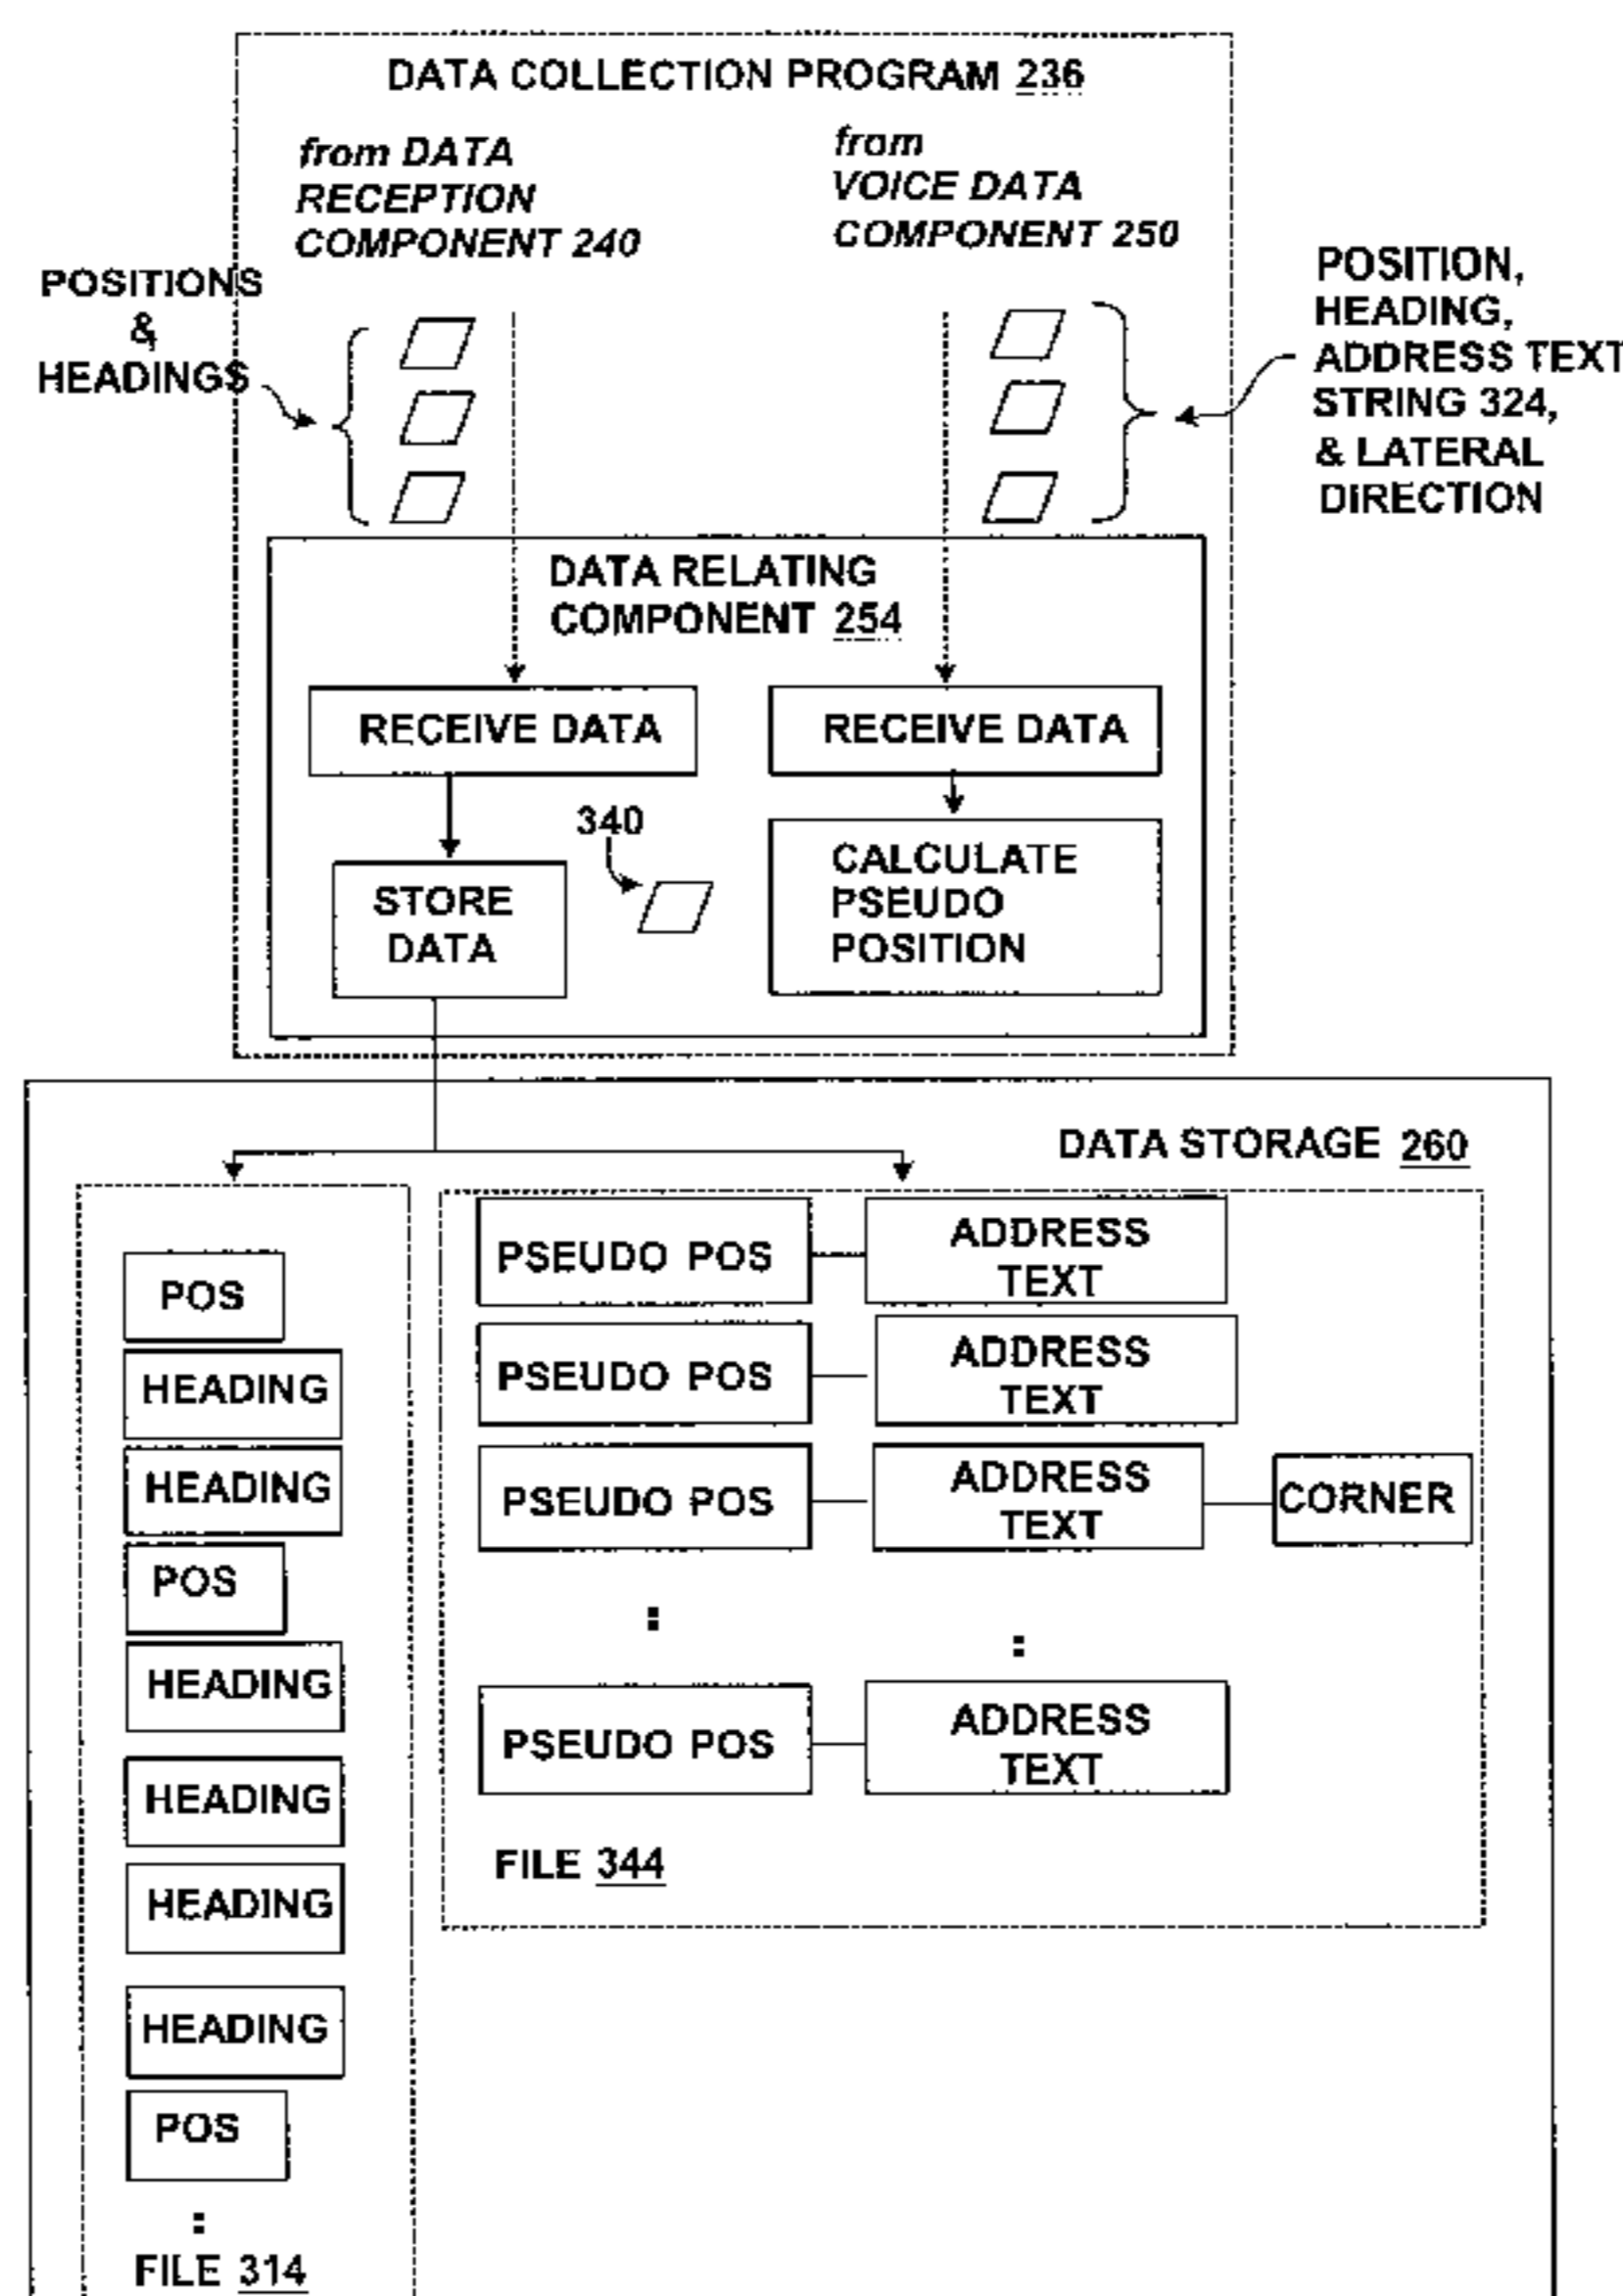 DATA COLLECTION PROGRAM 236
from DATA
RECEPTION
COMPONENT 240
from
VOICE DATA
COMPONENT 250
POSITIONS
&
HEADINGS
POSITION,
HEADING,
ADDRESS TEXT
STRING 324,
& LATERAL
DIRECTION
DATA RELATING
COMPONENT 254
RECEIVE DATA
RECEIVE DATA
340
STORE
DATA
CALCULATE
PSEUDO
POSITION
DATA STORAGE 260
POS
HEADING
HEADING
POS
HEADING
HEADING
HEADING
HEADING
POS
:
FILE 314
PSEUDO POS
ADDRESS
TEXT
PSEUDO POS
ADDRESS
TEXT
PSEUDO POS
ADDRESS
TEXT
CORNER
:
:
PSEUDO POS
ADDRESS
TEXT
FILE 344